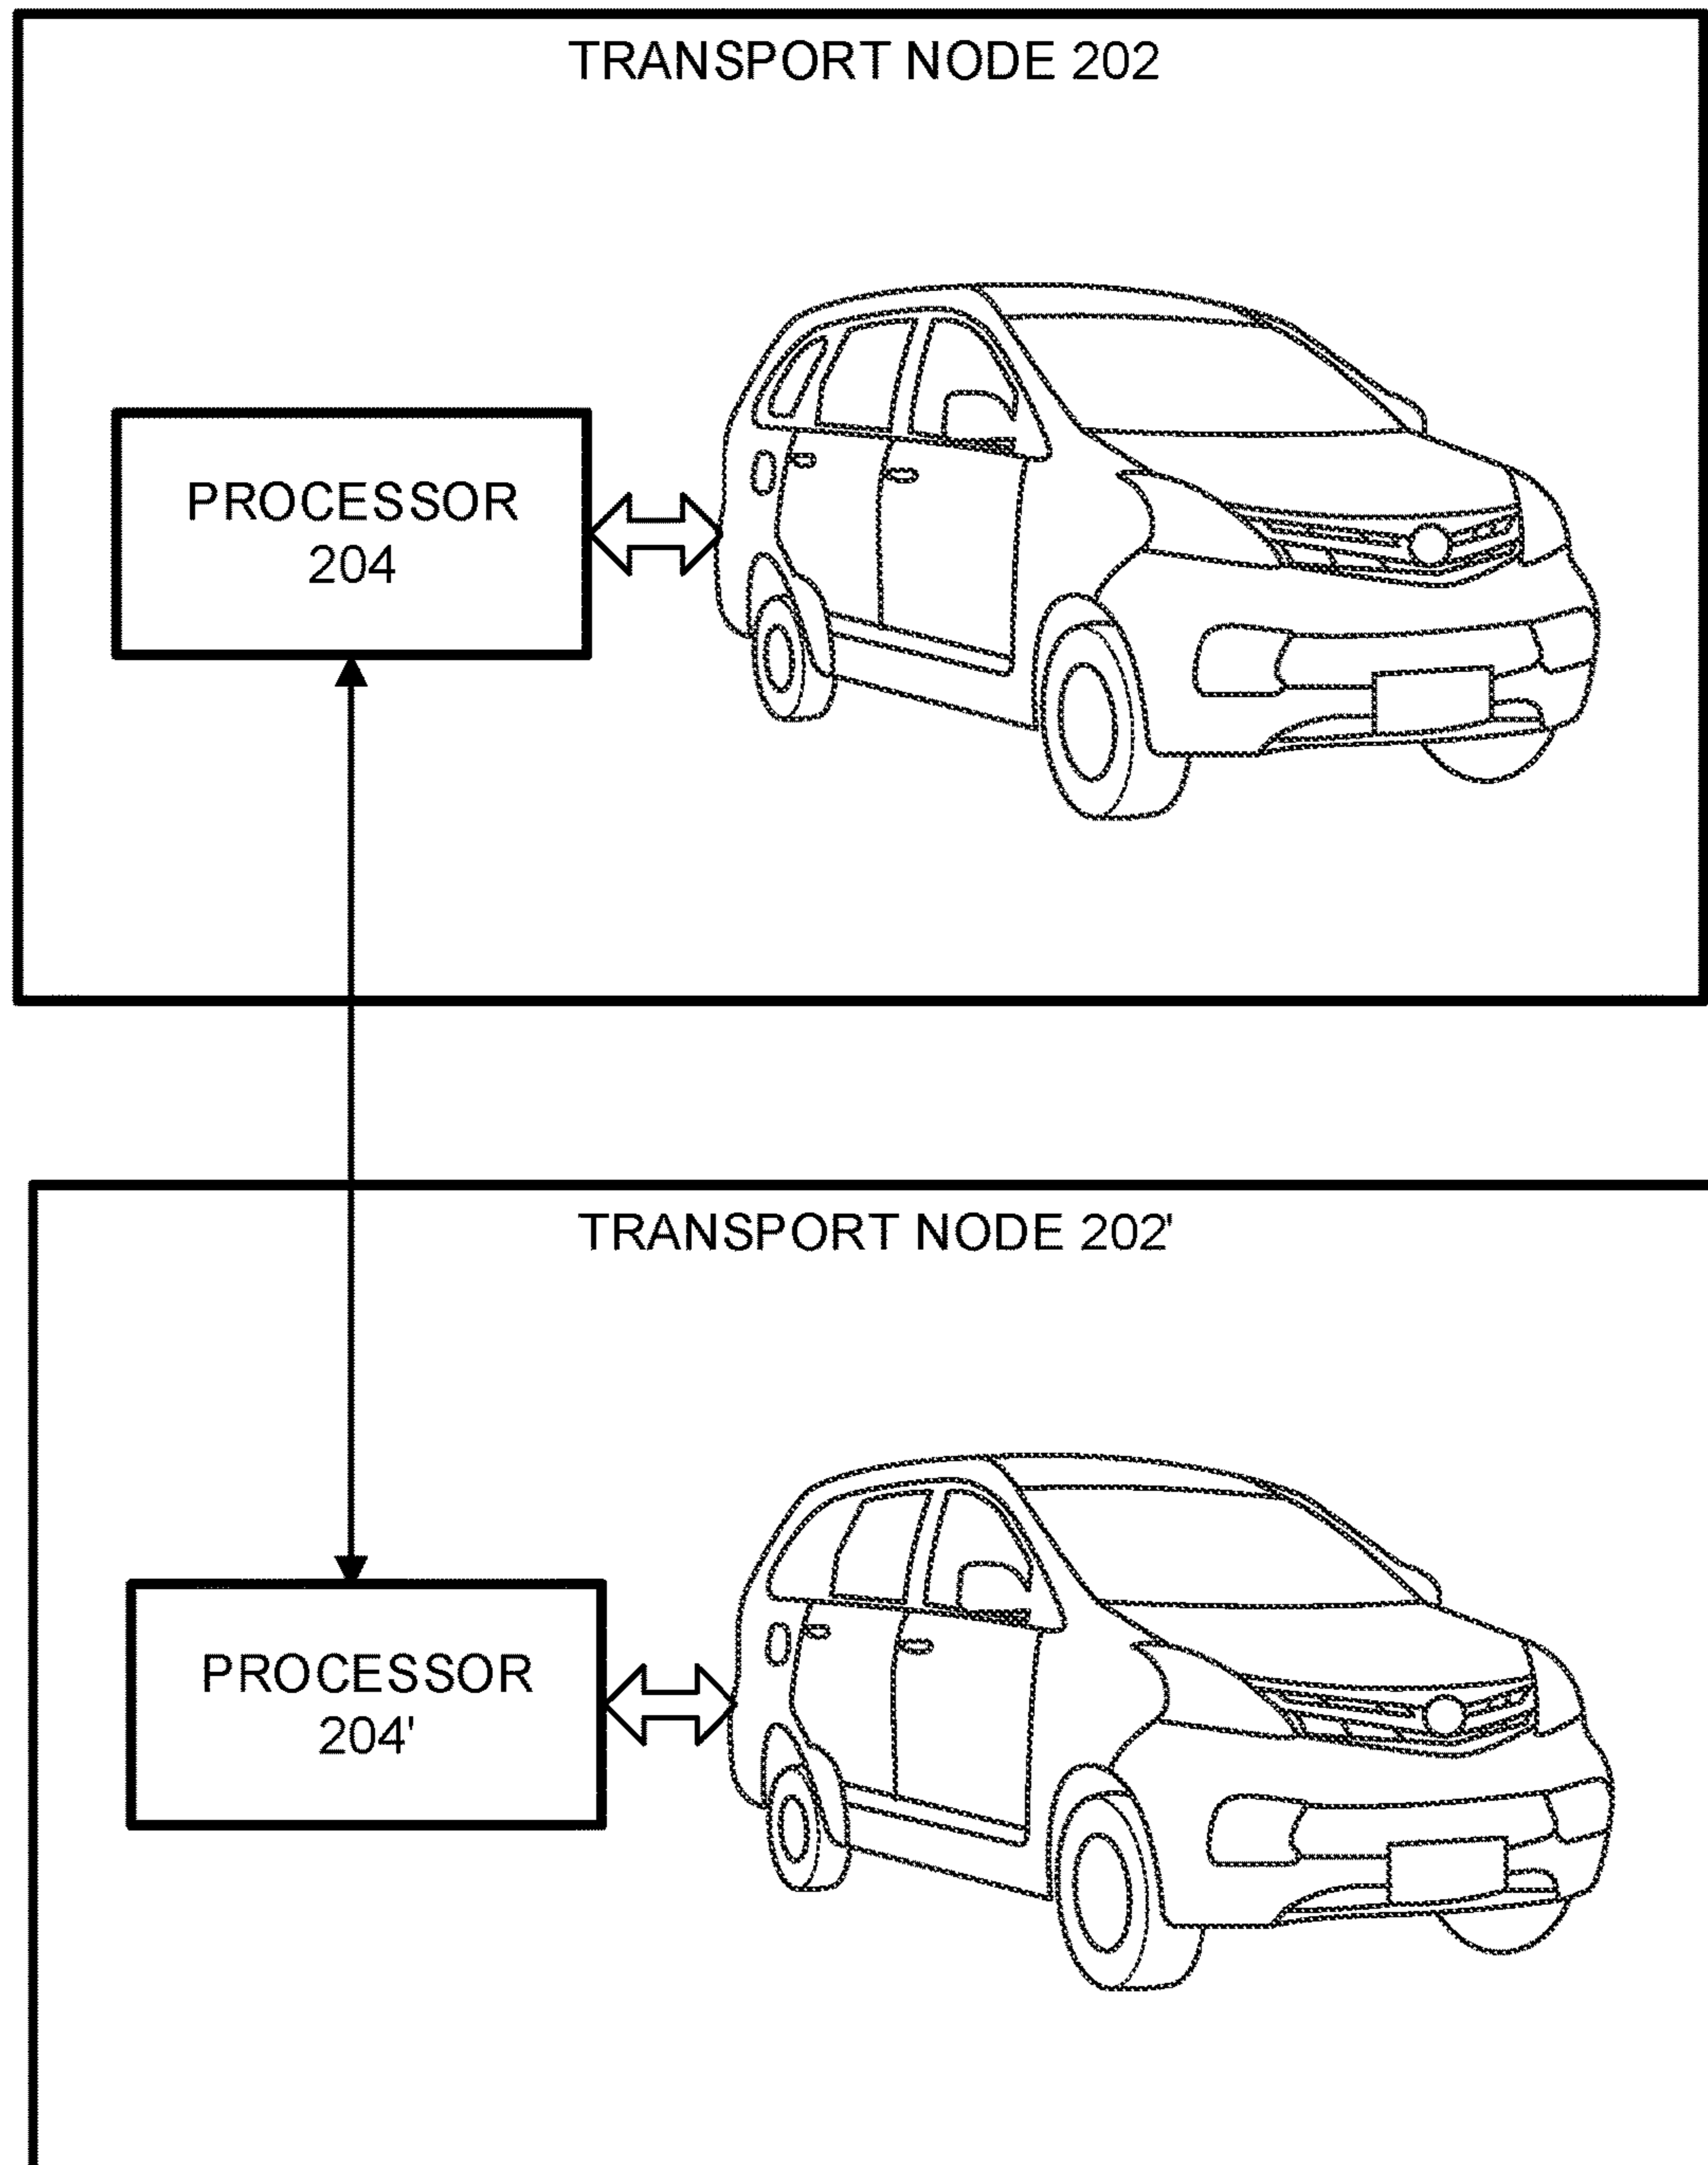 TRANSPORT NODE 202
PROCESSOR
204
TRANSPORT NODE 202'
PROCESSOR
204'